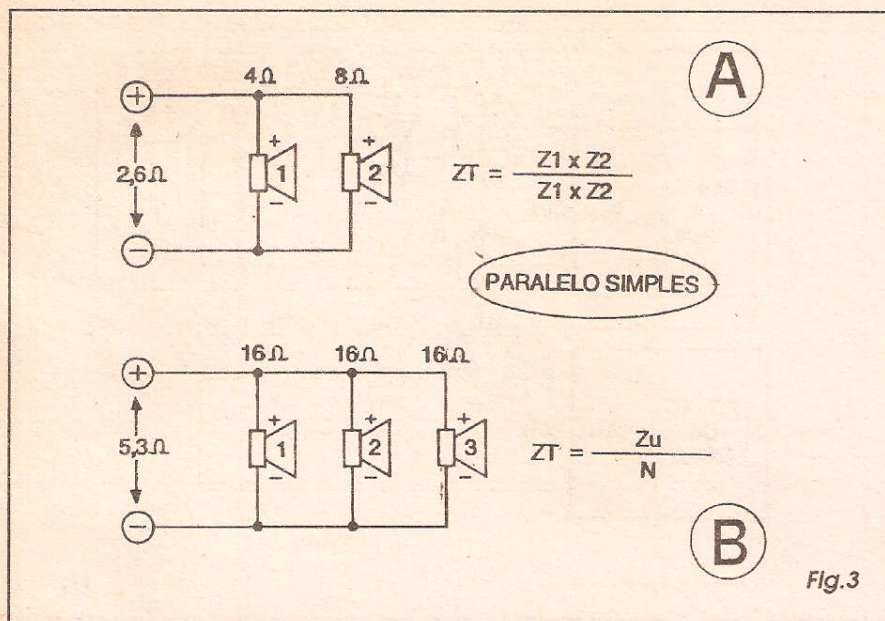 A
4Ω 8Ω
+
+ +
2,6Ω 1 2
- -
−
ZT = Z1 x Z2
Z1 x Z2
PARALELO SIMPLES
16Ω 16Ω 16Ω
+
+ + +
5,3Ω 1 2 3
- - -
−
ZT = Zu
N
B
Fig.3